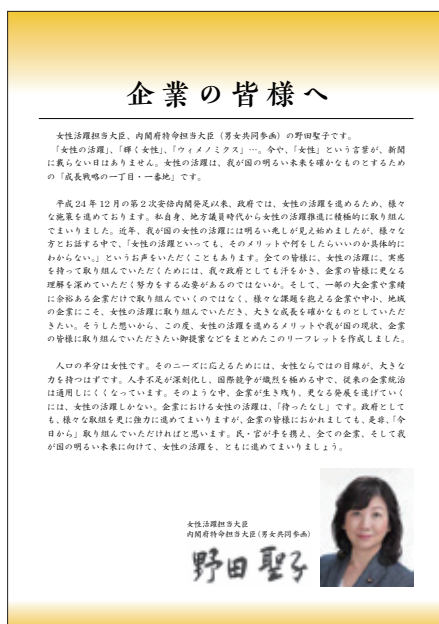 企業の皆様へ
女性活躍担当大臣、内閣府特命担当大臣（男女共同参画）の野田聖子です。
「女性の活躍」、「輝く女性」、「ウィメノミクス」…。今や、「女性」という言葉が、新聞
に載らない日はありません。女性の活躍は、我が国の明るい未来を確かなものとするため
の「成長戦略の一丁目・一番地」です。
平成24年12月の第2次安倍内閣発足以来、政府では、女性の活躍を進めるため、様々
な施策を進めております。私自身、地方議員時代から女性の活躍推進に積極的に取り組ん
でまいりました。近年、我が国の女性の活躍には明るい兆しが見え始めましたが、様々な
方とお話する中で、「女性の活躍といっても、そのメリットや何をしたらいいのか具体的に
わからない。」というお声をいただくこともあります。全ての皆様に、女性の活躍に、実感
を持って取り組んでいただくためには、我々政府としても汗をかき、企業の皆様に更なる
理解を深めていただく努力をする必要があるのではないか。そして、一部の大企業や業績
に余裕ある企業だけで取り組んでいくのではなく、様々な課題を抱える企業や中小、地域
の企業にこそ、女性の活躍に取り組んでいただき、大きな成長を確かなものとしていただ
きたい。そうした想いから、この度、女性の活躍を進めるメリットや我が国の現状、企業
の皆様に取り組んでいただきたい御提案などをまとめたこのリーフレットを作成しました。
人口の半分は女性です。そのニーズに応えるためには、女性ならではの目線が、大きな
力を持つはずです。人手不足が深刻化し、国際競争が熾烈を極める中で、従来の企業統治
は通用しにくくなっています。そのような中、企業が生き残り、更なる発展を遂げていく
には、女性の活躍しかない。企業における女性の活躍は、「待ったなし」です。政府として
も、様々な取組を更に強力に進めてまいりますが、企業の皆様におかれましても、是非、「今
日から」取り組んでいただければと思います。民・官が手を携え、全ての企業、そして我
が国の明るい未来に向けて、女性の活躍を、ともに進めてまいりましょう。
女性活躍担当大臣
内閣府特命担当大臣（男女共同参画）
野田聖子